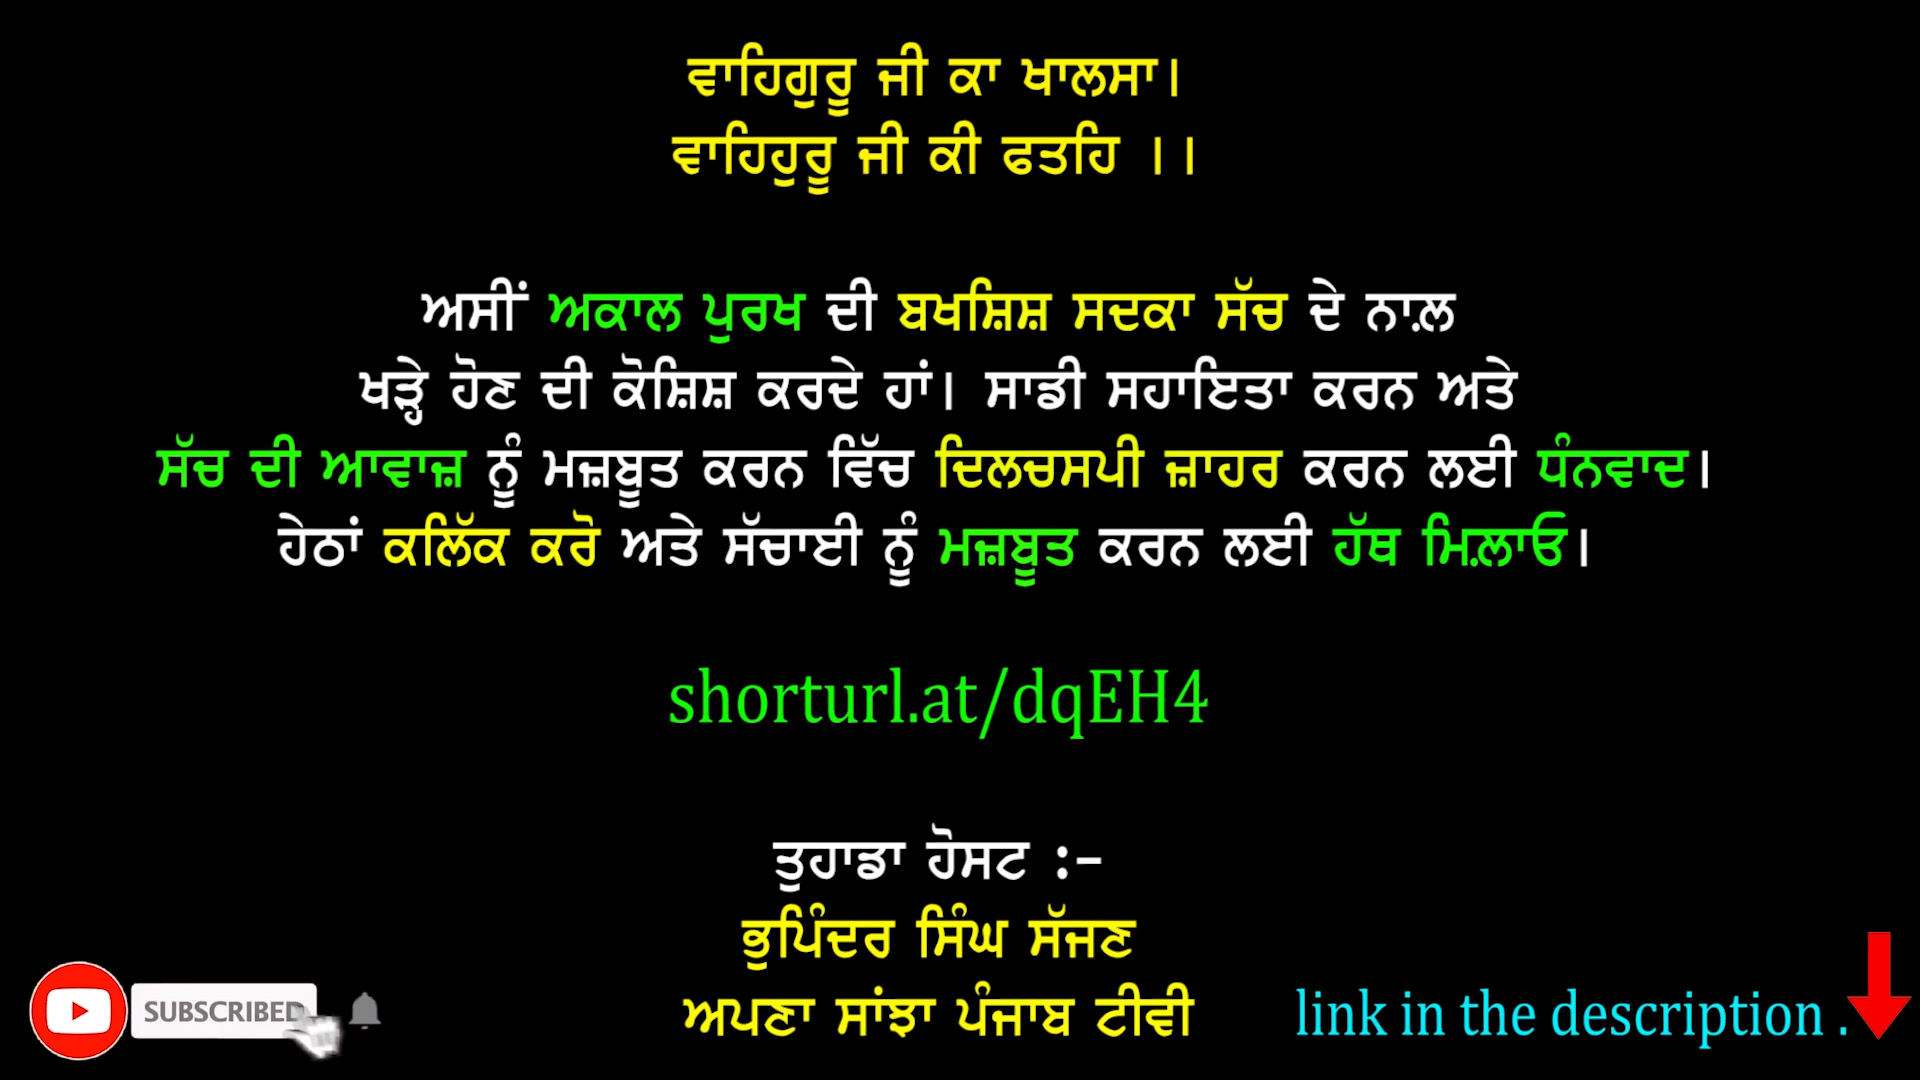 ਵਾਹਿਗੁਰੂ ਜੀ ਕਾ ਖਾਲਸਾ।
ਵਾਹਿਹੁਰੂ ਜੀ ਕੀ ਫਤਹਿ ।।
ਅਸੀਂ ਅਕਾਲ ਪੁਰਖ ਦੀ ਬਖਸ਼ਿਸ਼ ਸਦਕਾ ਸੱਚ ਦੇ ਨਾਲ਼
ਖੜ੍ਹੇ ਹੋਣ ਦੀ ਕੋਸ਼ਿਸ਼ ਕਰਦੇ ਹਾਂ। ਸਾਡੀ ਸਹਾਇਤਾ ਕਰਨ ਅਤੇ
ਸੱਚ ਦੀ ਆਵਾਜ਼ ਨੂੰ ਮਜ਼ਬੂਤ ਕਰਨ ਵਿੱਚ ਦਿਲਚਸਪੀ ਜ਼ਾਹਰ ਕਰਨ ਲਈ ਧੰਨਵਾਦ।
ਹੇਠਾਂ ਕਲਿੱਕ ਕਰੋ ਅਤੇ ਸੱਚਾਈ ਨੂੰ ਮਜ਼ਬੂਤ ਕਰਨ ਲਈ ਹੱਥ ਮਿਲ਼ਾਓ।
shorturl.at/dqEH4
ਤੁਹਾਡਾ ਹੋਸਟ :-
ਭੁਪਿੰਦਰ ਸਿੰਘ ਸੱਜਣ
ਅਪਣਾ ਸਾਂਝਾ ਪੰਜਾਬ ਟੀਵੀ
SUBSCRIBED
link in the description .